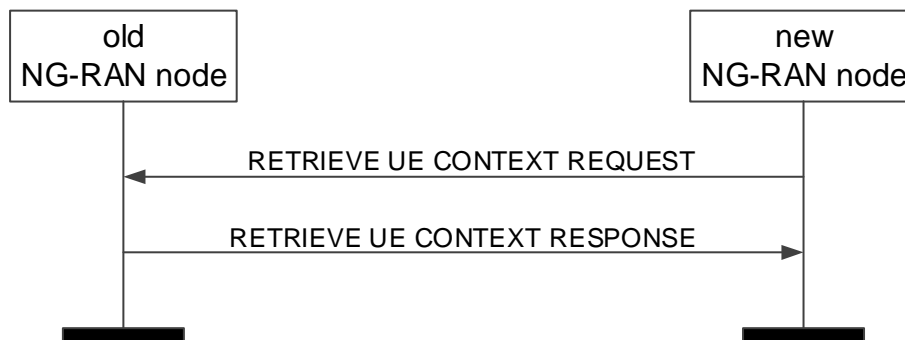 old
NG-RAN node
new
NG-RAN node
RETRIEVE UE CONTEXT REQUEST
RETRIEVE UE CONTEXT RESPONSE